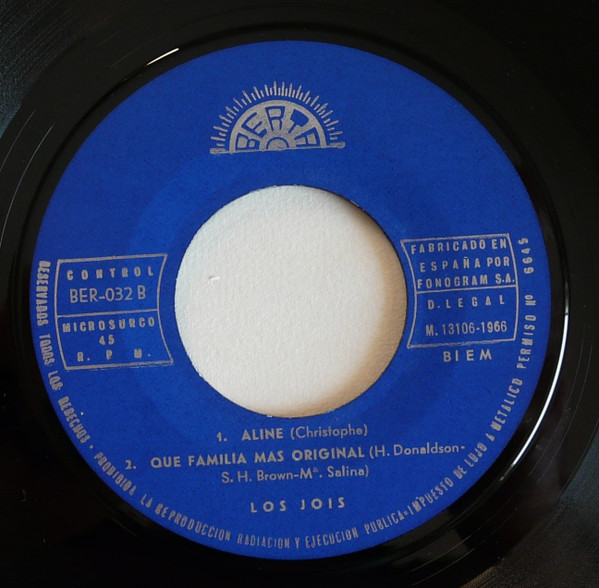 BERTA
CONTROL
BER-032 B
MICROSURCO
45
R. P. M.
FABRICADO EN
ESPAÑA POR
FONOGRAM S.A.
D. LEGAL
M. 13106-1966
BIEM
1. ALINE (Christophe)
2. QUE FAMILIA MAS ORIGINAL (H. Donaldson-
S. H. Brown-Mª. Salina)
LOS JOIS
RESERVADOS TODOS LOS DERECHOS - PROHIBIDA LA REPRODUCCION RADIACION Y EJECUCION PUBLICA-IMPUESTO DE LUJO A METALICO PERMISO Nº 6645